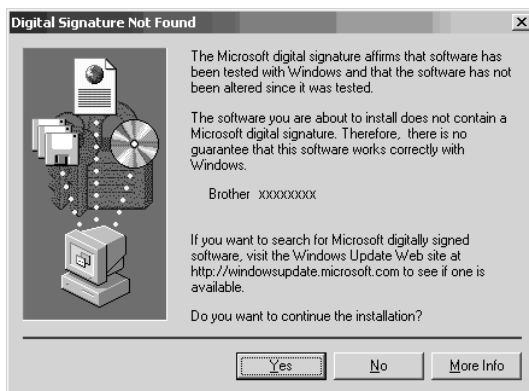 Digital Signature Not Found
The Microsoft digital signature affirms that software has
been tested with Windows and that the software has not
been altered since it was tested.
The software you are about to install does not contain a
Microsoft digital signature. Therefore, there is no
guarantee that this software works correctly with
Windows.
Brother xxxxxxxx
If you want to search for Microsoft digitally signed
software, visit the Windows Update Web site at
http://windowsupdate.microsoft.com to see if one is
available.
Do you want to continue the installation?
Yes No More Info